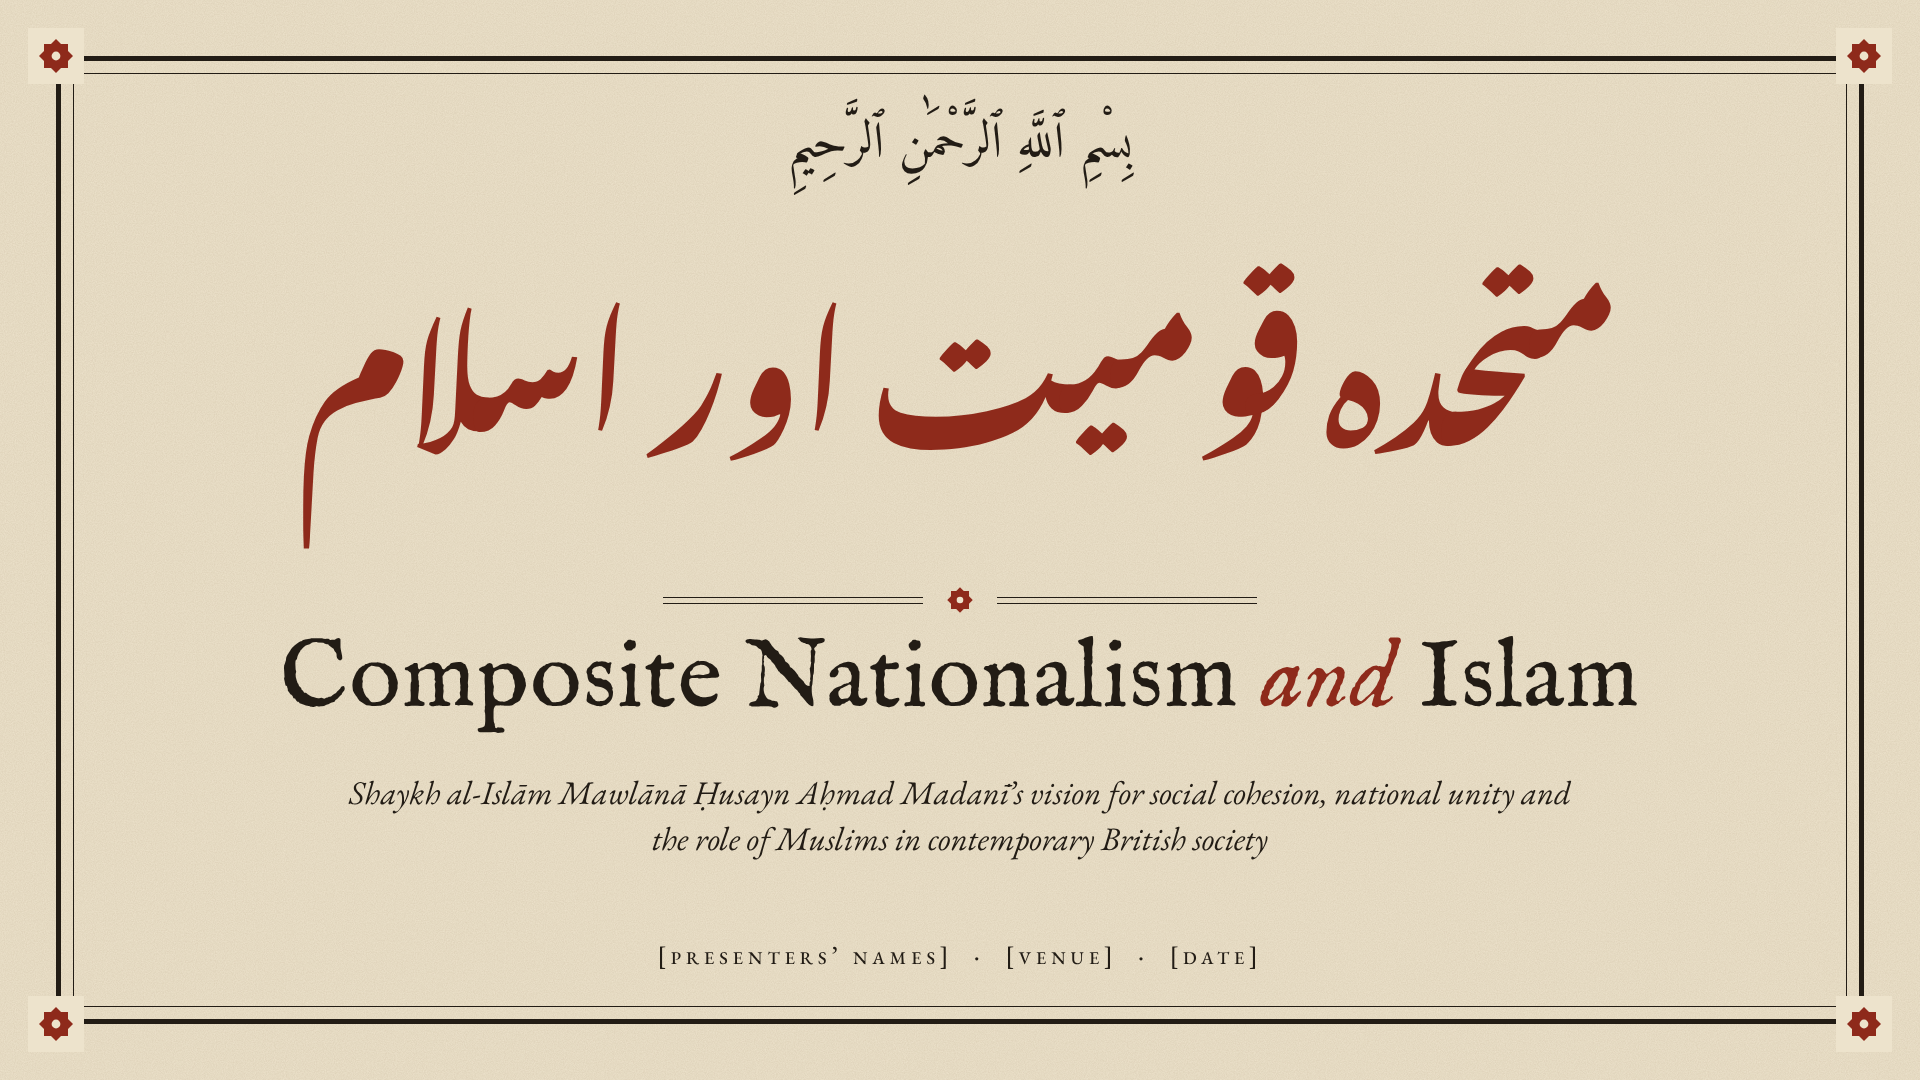 بِسْمِ ٱللَّهِ ٱلرَّحْمَٰنِ ٱلرَّحِيمِ
متحدہ قومیت اور اسلام
Composite Nationalism and Islam
Shaykh al-Islām Mawlānā Ḥusayn Aḥmad Madanī’s vision for social cohesion, national unity and
the role of Muslims in contemporary British society
[PRESENTERS’ NAMES] · [VENUE] · [DATE]